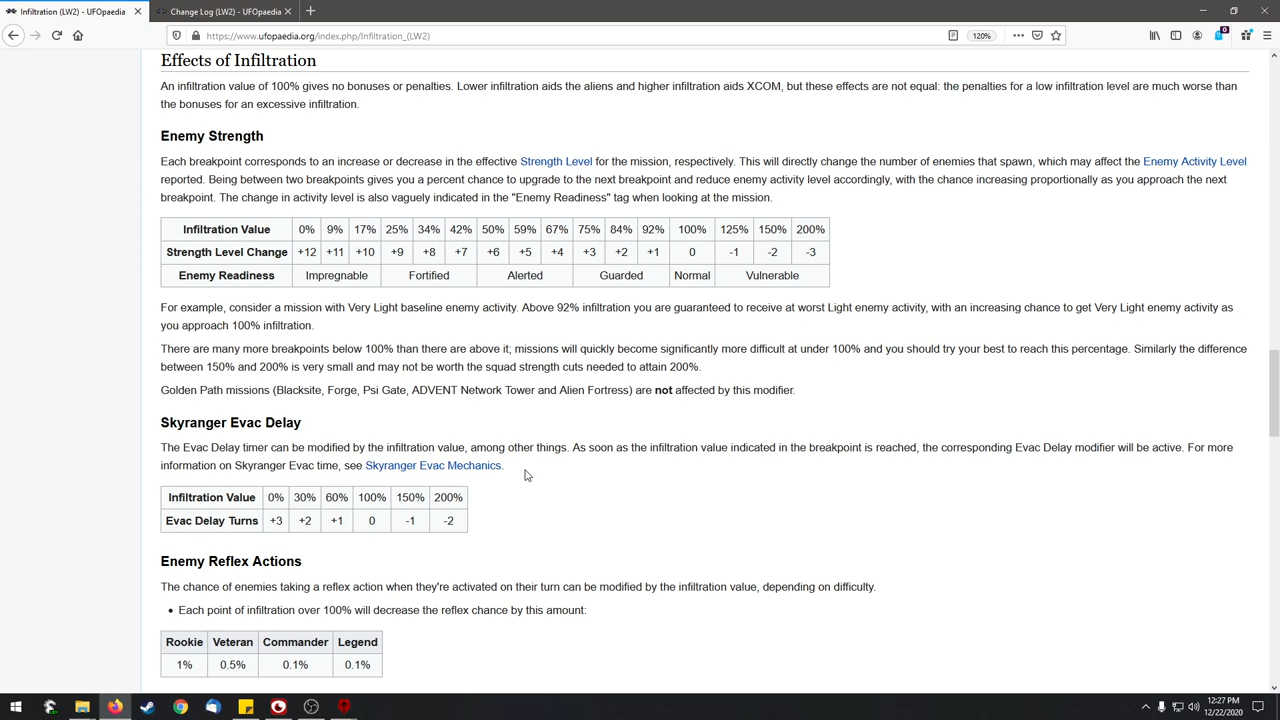 Infiltration (LW2) - UFOpaedia
Change Log (LW2) - UFOpaedia
https://www.ufopaedia.org/index.php/Infiltration_(LW2)
120%
0
Effects of Infiltration
An infiltration value of 100% gives no bonuses or penalties. Lower infiltration aids the aliens and higher infiltration aids XCOM, but these effects are not equal: the penalties for a low infiltration level are much worse than
the bonuses for an excessive infiltration.
Enemy Strength
Each breakpoint corresponds to an increase or decrease in the effective Strength Level for the mission, respectively. This will directly change the number of enemies that spawn, which may affect the Enemy Activity Level
reported. Being between two breakpoints gives you a percent chance to upgrade to the next breakpoint and reduce enemy activity level accordingly, with the chance increasing proportionally as you approach the next
breakpoint. The change in activity level is also vaguely indicated in the "Enemy Readiness" tag when looking at the mission.
Infiltration Value 0% 9% 17% 25% 34% 42% 50% 59% 67% 75% 84% 92% 100% 125% 150% 200%
Strength Level Change +12 +11 +10 +9 +8 +7 +6 +5 +4 +3 +2 +1 0 -1 -2 -3
Enemy Readiness Impregnable Fortified Alerted Guarded Normal Vulnerable
For example, consider a mission with Very Light baseline enemy activity. Above 92% infiltration you are guaranteed to receive at worst Light enemy activity, with an increasing chance to get Very Light enemy activity as
you approach 100% infiltration.
There are many more breakpoints below 100% than there are above it; missions will quickly become significantly more difficult at under 100% and you should try your best to reach this percentage. Similarly the difference
between 150% and 200% is very small and may not be worth the squad strength cuts needed to attain 200%.
Golden Path missions (Blacksite, Forge, Psi Gate, ADVENT Network Tower and Alien Fortress) are not affected by this modifier.
Skyranger Evac Delay
The Evac Delay timer can be modified by the infiltration value, among other things. As soon as the infiltration value indicated in the breakpoint is reached, the corresponding Evac Delay modifier will be active. For more
information on Skyranger Evac time, see Skyranger Evac Mechanics.
Infiltration Value 0% 30% 60% 100% 150% 200%
Evac Delay Turns +3 +2 +1 0 -1 -2
Enemy Reflex Actions
The chance of enemies taking a reflex action when they're activated on their turn can be modified by the infiltration value, depending on difficulty.
• Each point of infiltration over 100% will decrease the reflex chance by this amount:
Rookie Veteran Commander Legend
1% 0.5% 0.1% 0.1%
12:27 PM
12/22/2020